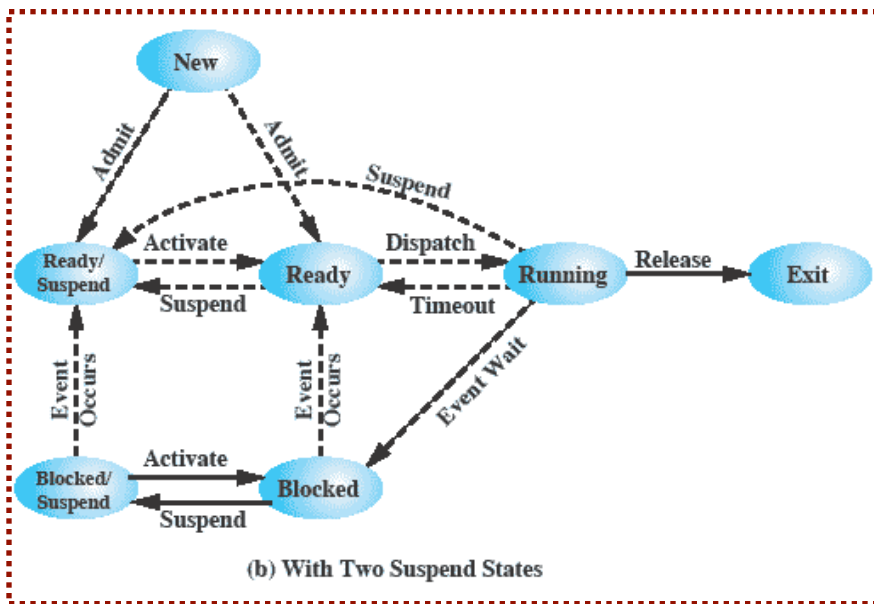 New
Admit
Admit
Suspend
Ready/
Suspend
Activate
Suspend
Ready
Dispatch
Timeout
Running
Release
Exit
Event
Occurs
Event
Occurs
Event Wait
Blocked/
Suspend
Activate
Suspend
Blocked
(b) With Two Suspend States